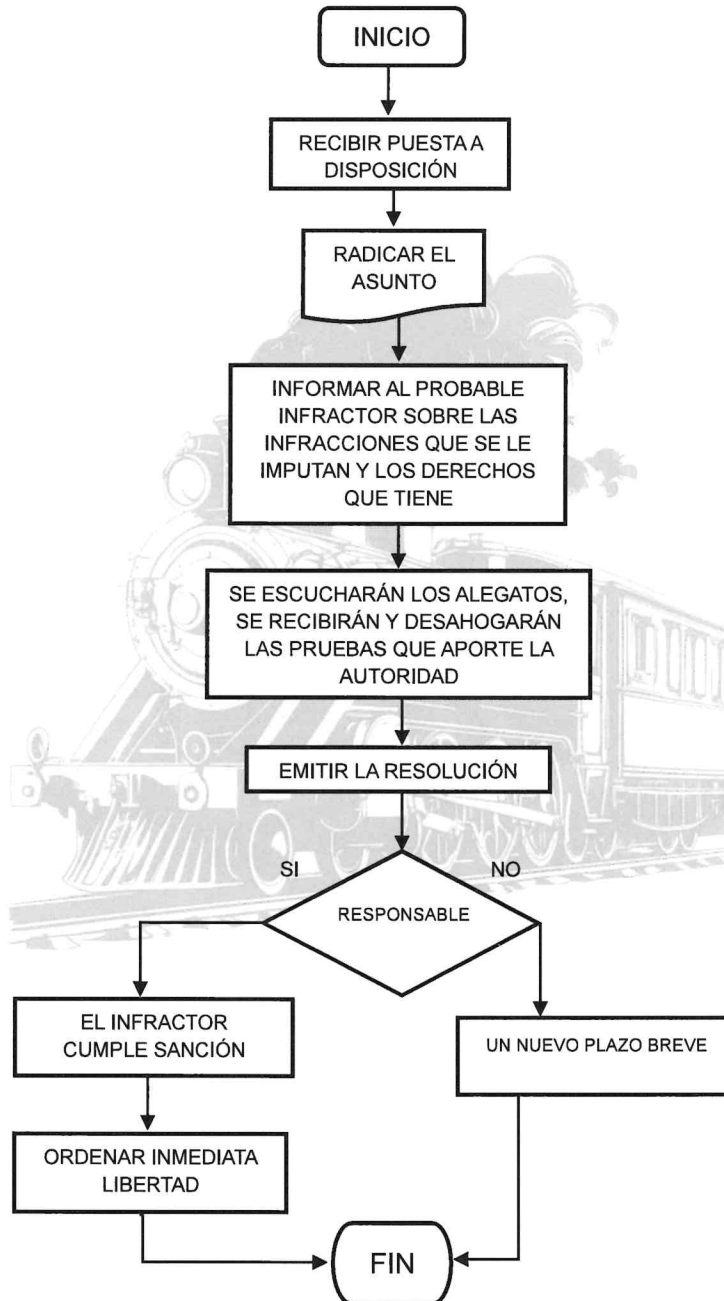 INICIO
RECIBIR PUESTA A
DISPOSICIÓN
RADICAR EL
ASUNTO
INFORMAR AL PROBABLE
INFRACTOR SOBRE LAS
INFRACCIONES QUE SE LE
IMPUTAN Y LOS DERECHOS
QUE TIENE
SE ESCUCHARÁN LOS ALEGATOS,
SE RECIBIRÁN Y DESAHOGARÁN
LAS PRUEBAS QUE APORTE LA
AUTORIDAD
EMITIR LA RESOLUCIÓN
SI
NO
RESPONSABLE
EL INFRACTOR
CUMPLE SANCIÓN
UN NUEVO PLAZO BREVE
ORDENAR INMEDIATA
LIBERTAD
FIN